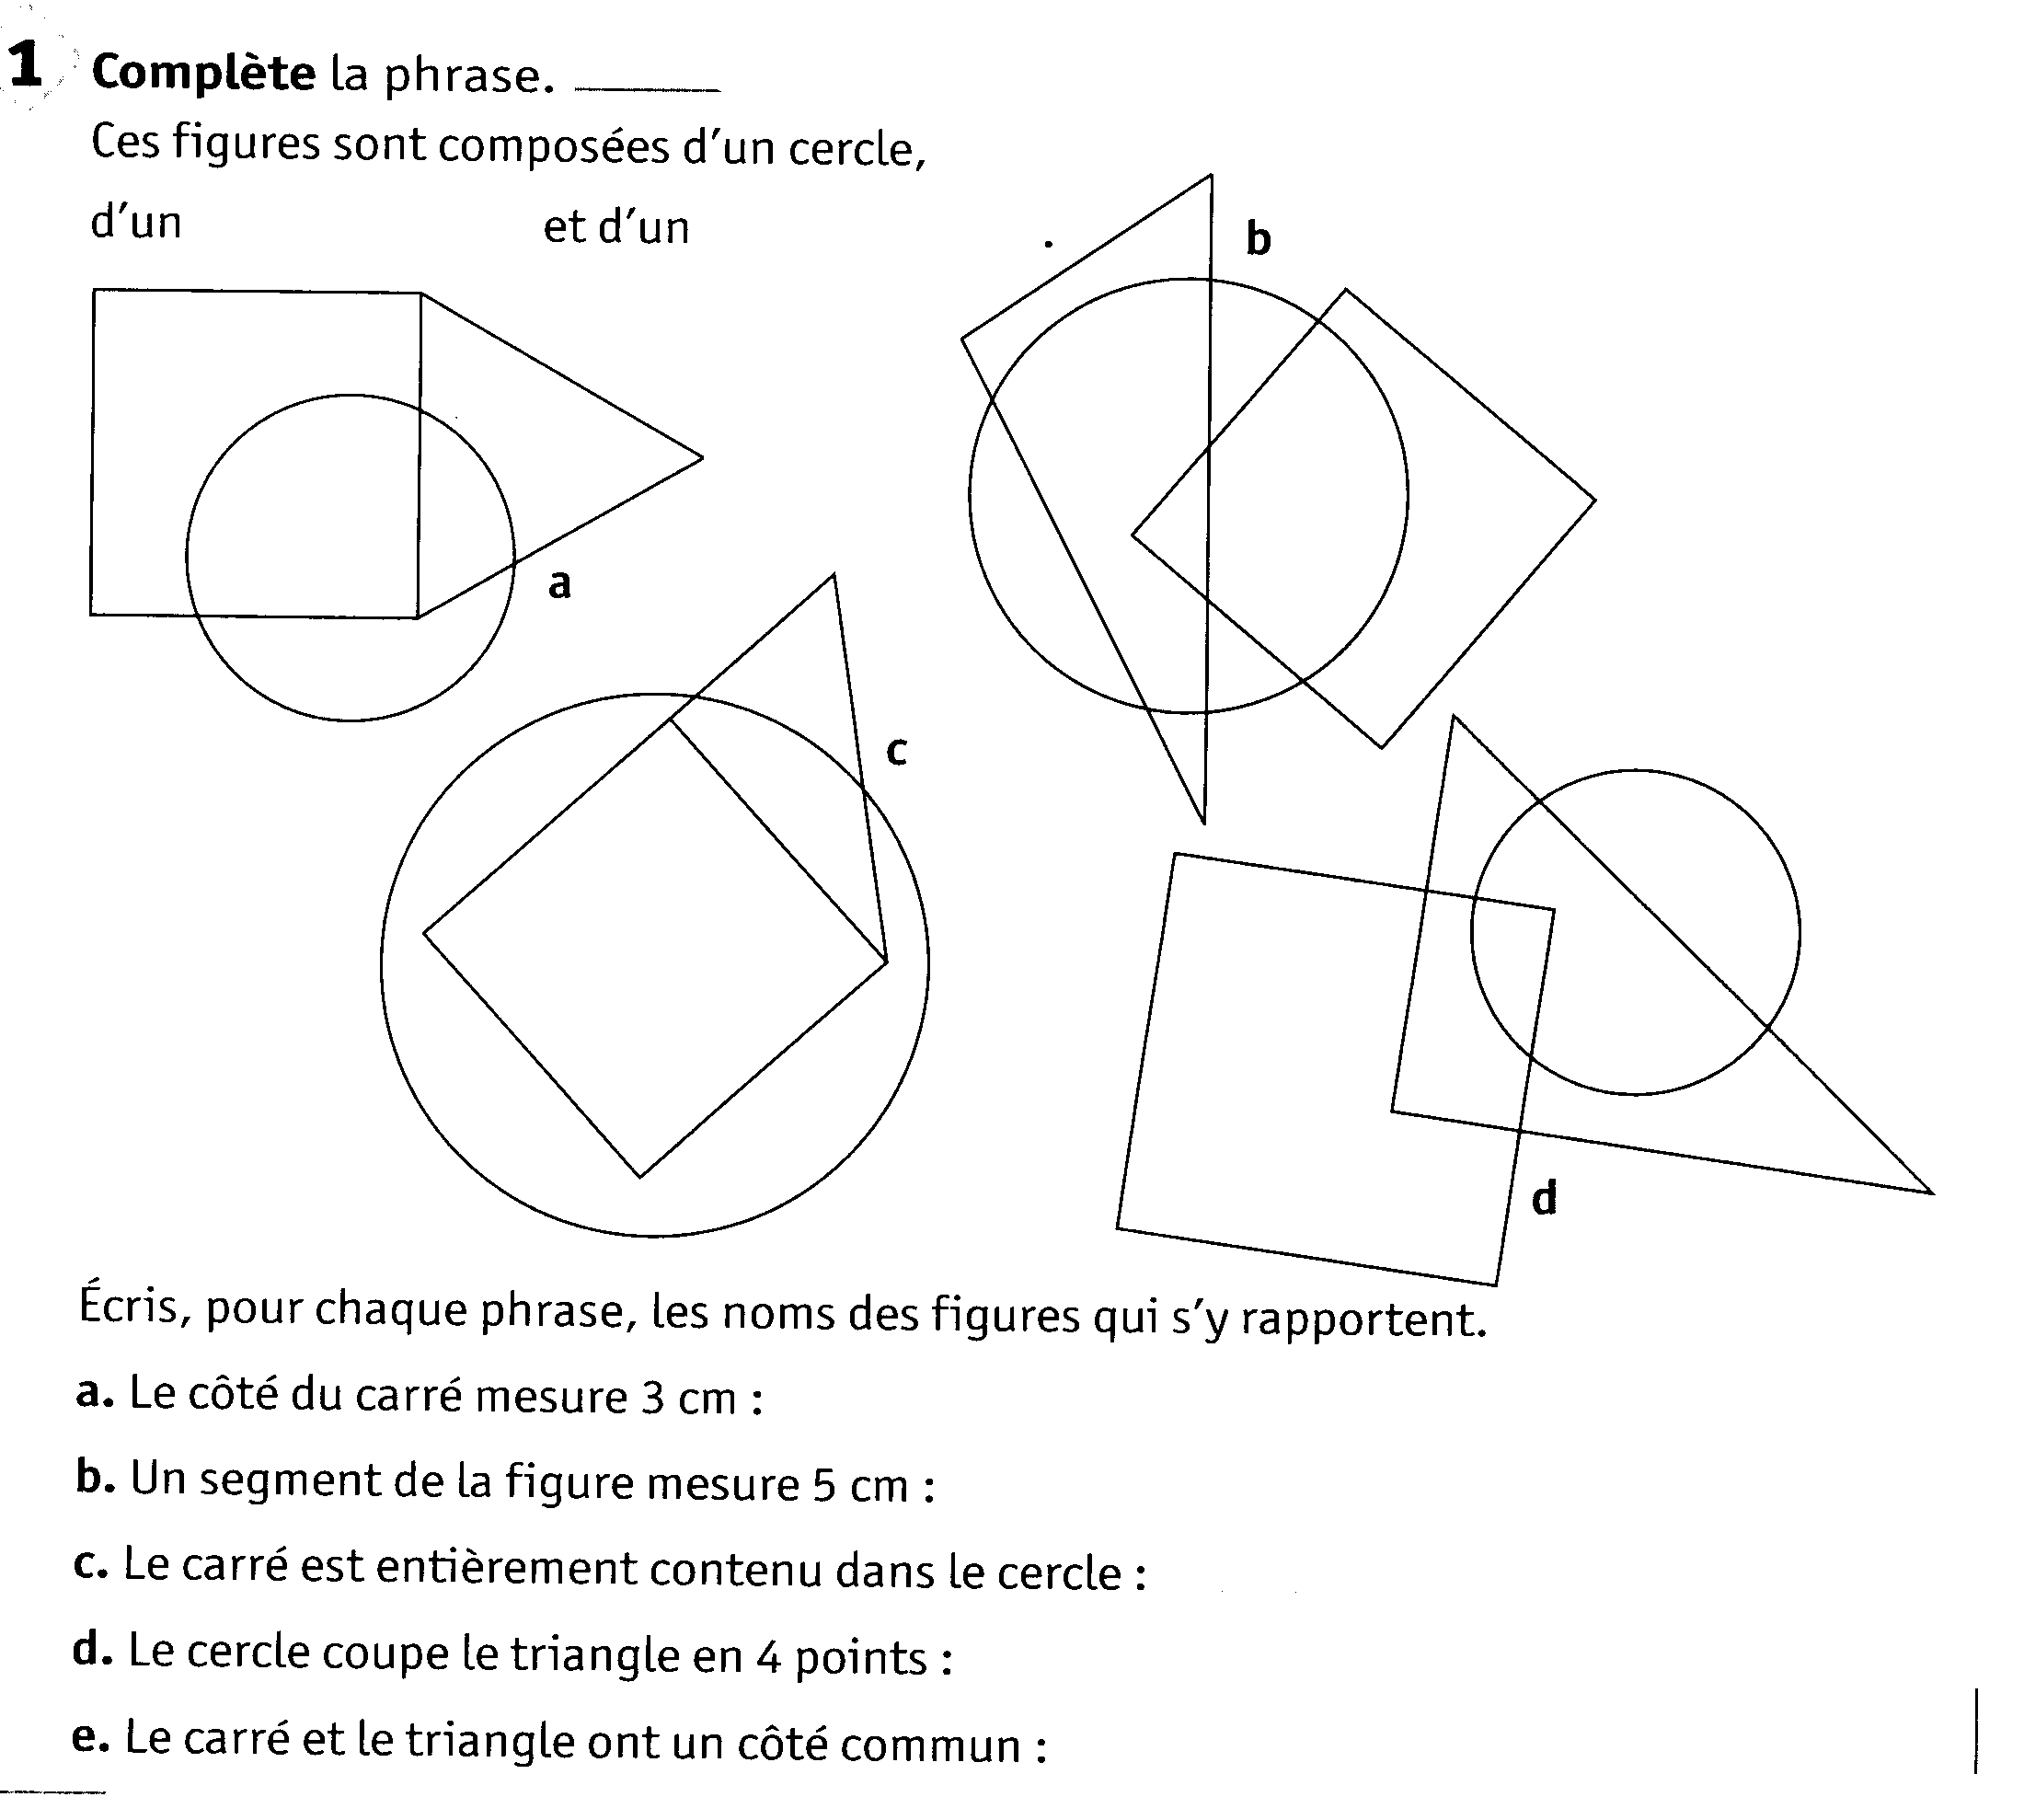 1 Complète la phrase.
Ces figures sont composées d'un cercle,
d'un et d'un
b
a
c
d
Écris, pour chaque phrase, les noms des figures qui s'y rapportent.
a. Le côté du carré mesure 3 cm :
b. Un segment de la figure mesure 5 cm :
c. Le carré est entièrement contenu dans le cercle :
d. Le cercle coupe le triangle en 4 points :
e. Le carré et le triangle ont un côté commun :